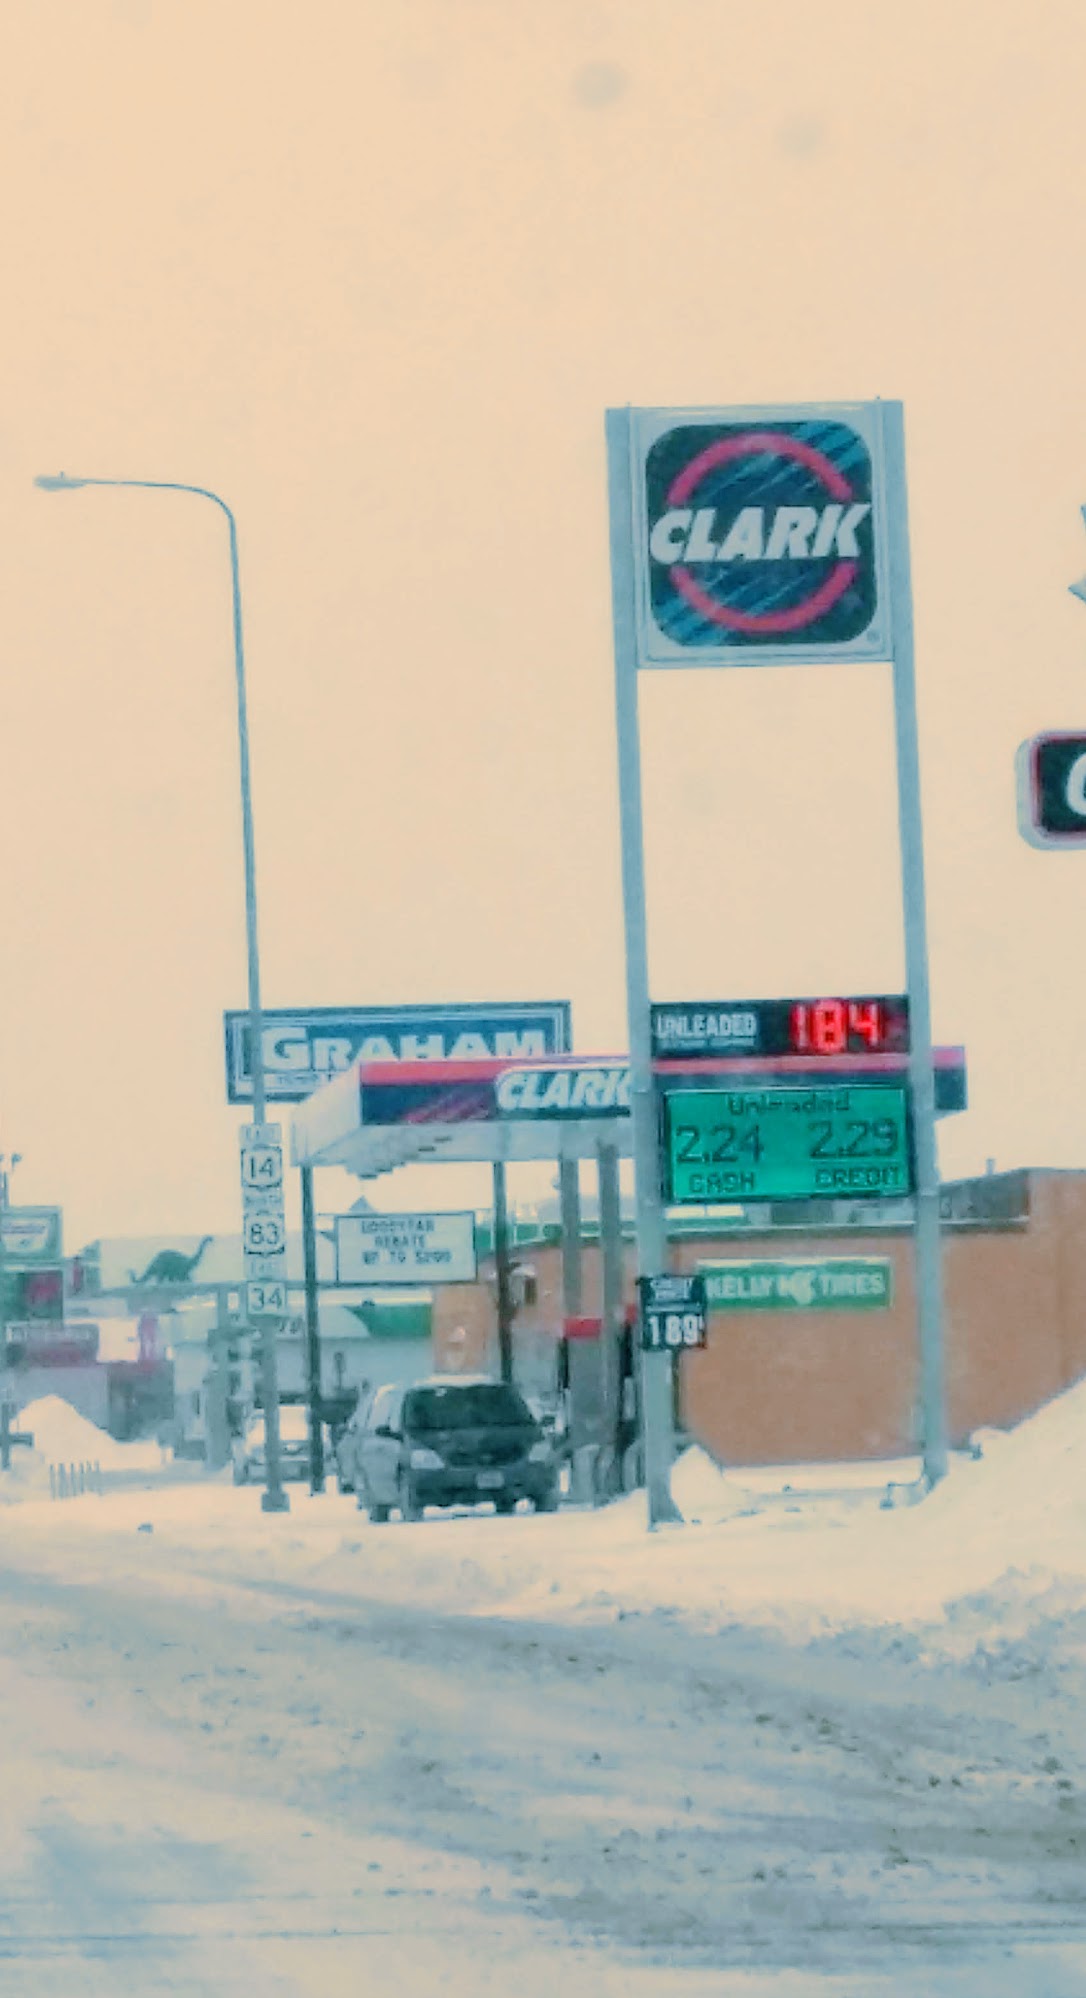 CLARK
UNLEADED 184
GRAHAM
CLARK
Unleaded
2.24 2.29
CASH CREDIT
14
83
34
GOODYEAR
REBATE
UP TO $200
KELLY TIRES
189